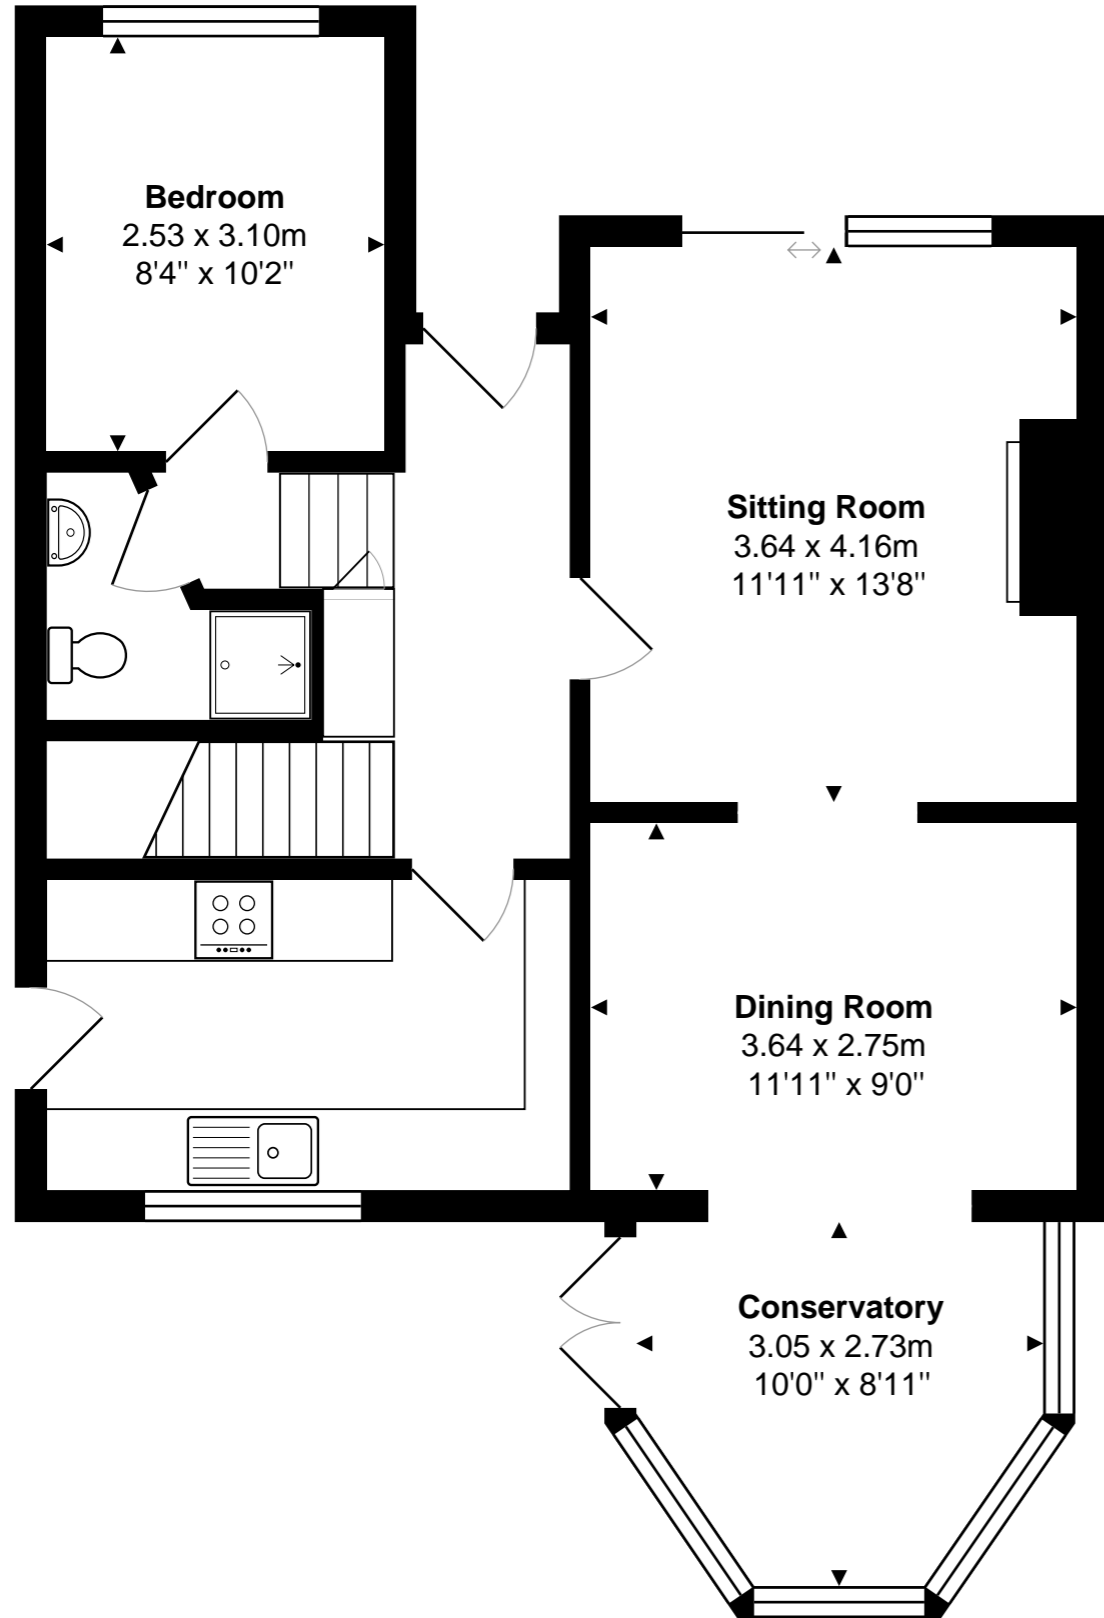 Bedroom
2.53 x 3.10m
8'4" x 10'2"
Sitting Room
3.64 x 4.16m
11'11" x 13'8"
Dining Room
3.64 x 2.75m
11'11" x 9'0"
Conservatory
3.05 x 2.73m
10'0" x 8'11"